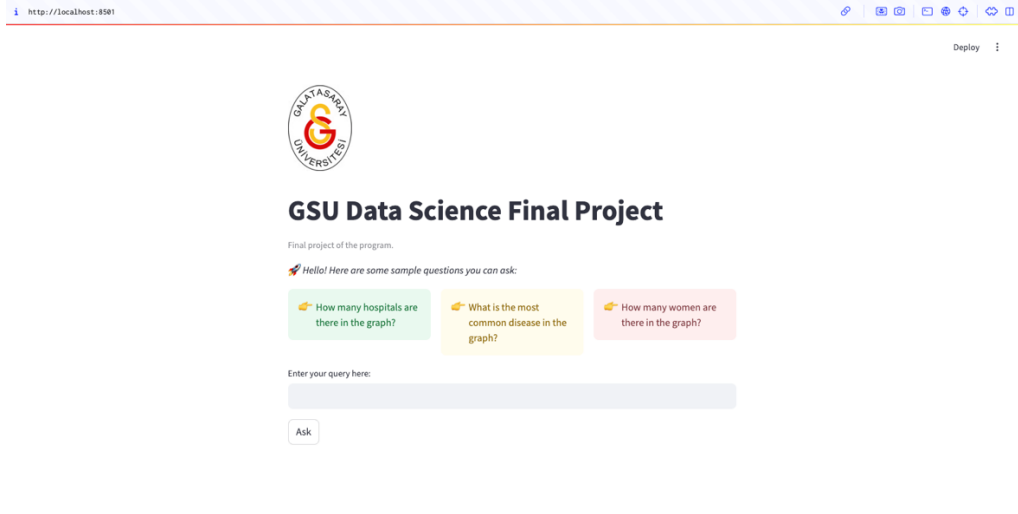 i http://localhost:8501
Deploy
GALATASARAY
ÜNİVERSİTESİ
GSU Data Science Final Project
Final project of the program.
🚀 Hello! Here are some sample questions you can ask:
👉 How many hospitals are
there in the graph?
👉 What is the most
common disease in the
graph?
👉 How many women are
there in the graph?
Enter your query here:
Ask